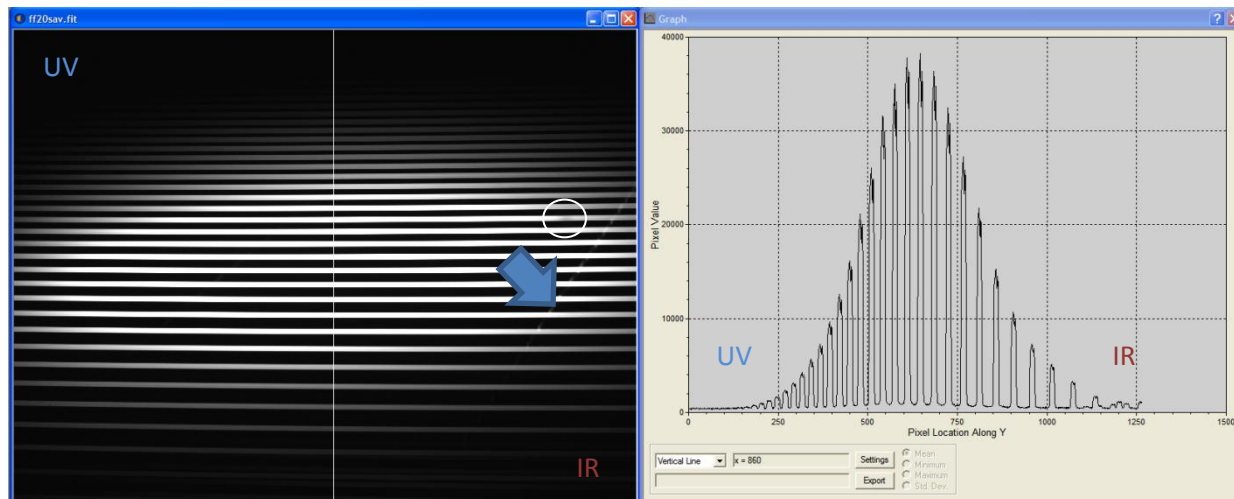 ff20sav.fit
UV
IR
Graph
40000
30000
20000
10000
0
Pixel Value
UV
IR
0
250
500
750
1000
1250
1500
Pixel Location Along Y
Vertical Line
x = 860
Settings
Export
Mean
Minimum
Maximum
Std. Dev.